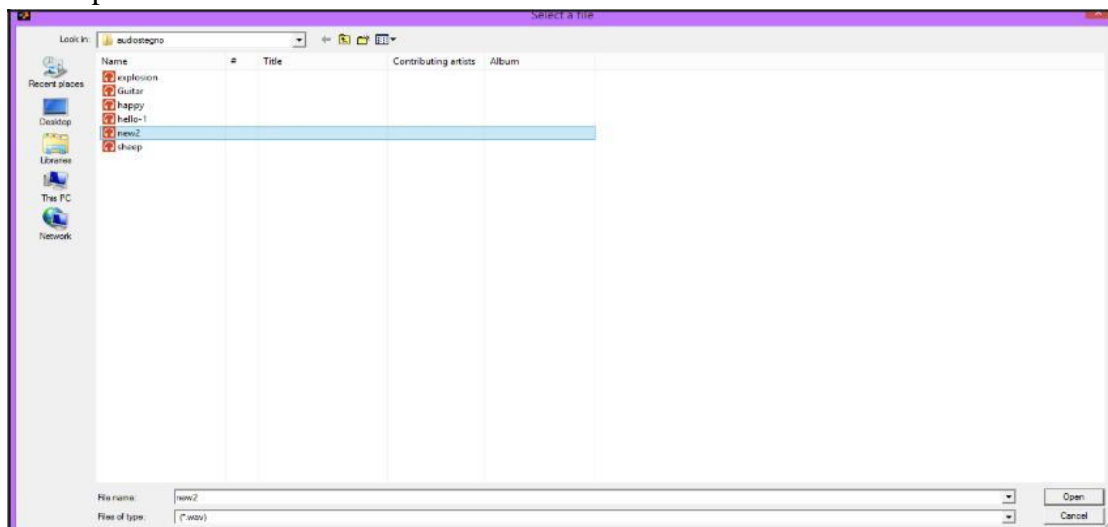 Select a file
Look in: audiostegno
Name # Title Contributing artists Album
explosion
Guitar
happy
hello-1
new2
sheep
Recent places
Desktop
Libraries
This PC
Network
File name: new2 Open
Files of type: (*.wav) Cancel